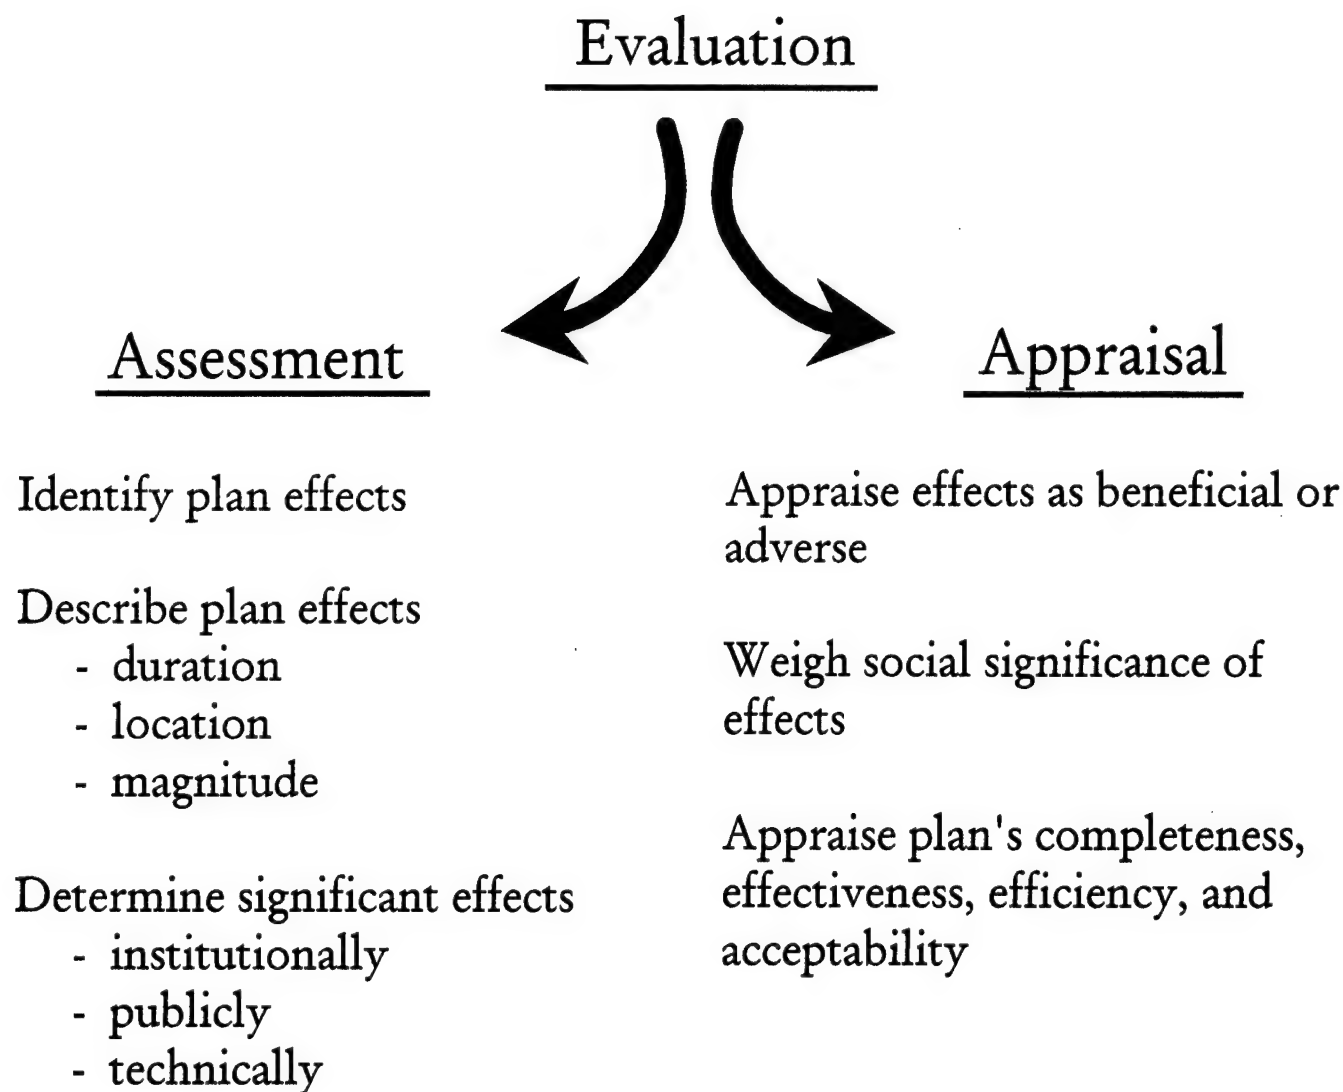 Evaluation
Assessment
Identify plan effects
Describe plan effects
- duration
- location
- magnitude
Determine significant effects
- institutionally
- publicly
- technically
Appraisal
Appraise effects as beneficial or
adverse
Weigh social significance of
effects
Appraise plan's completeness,
effectiveness, efficiency, and
acceptability